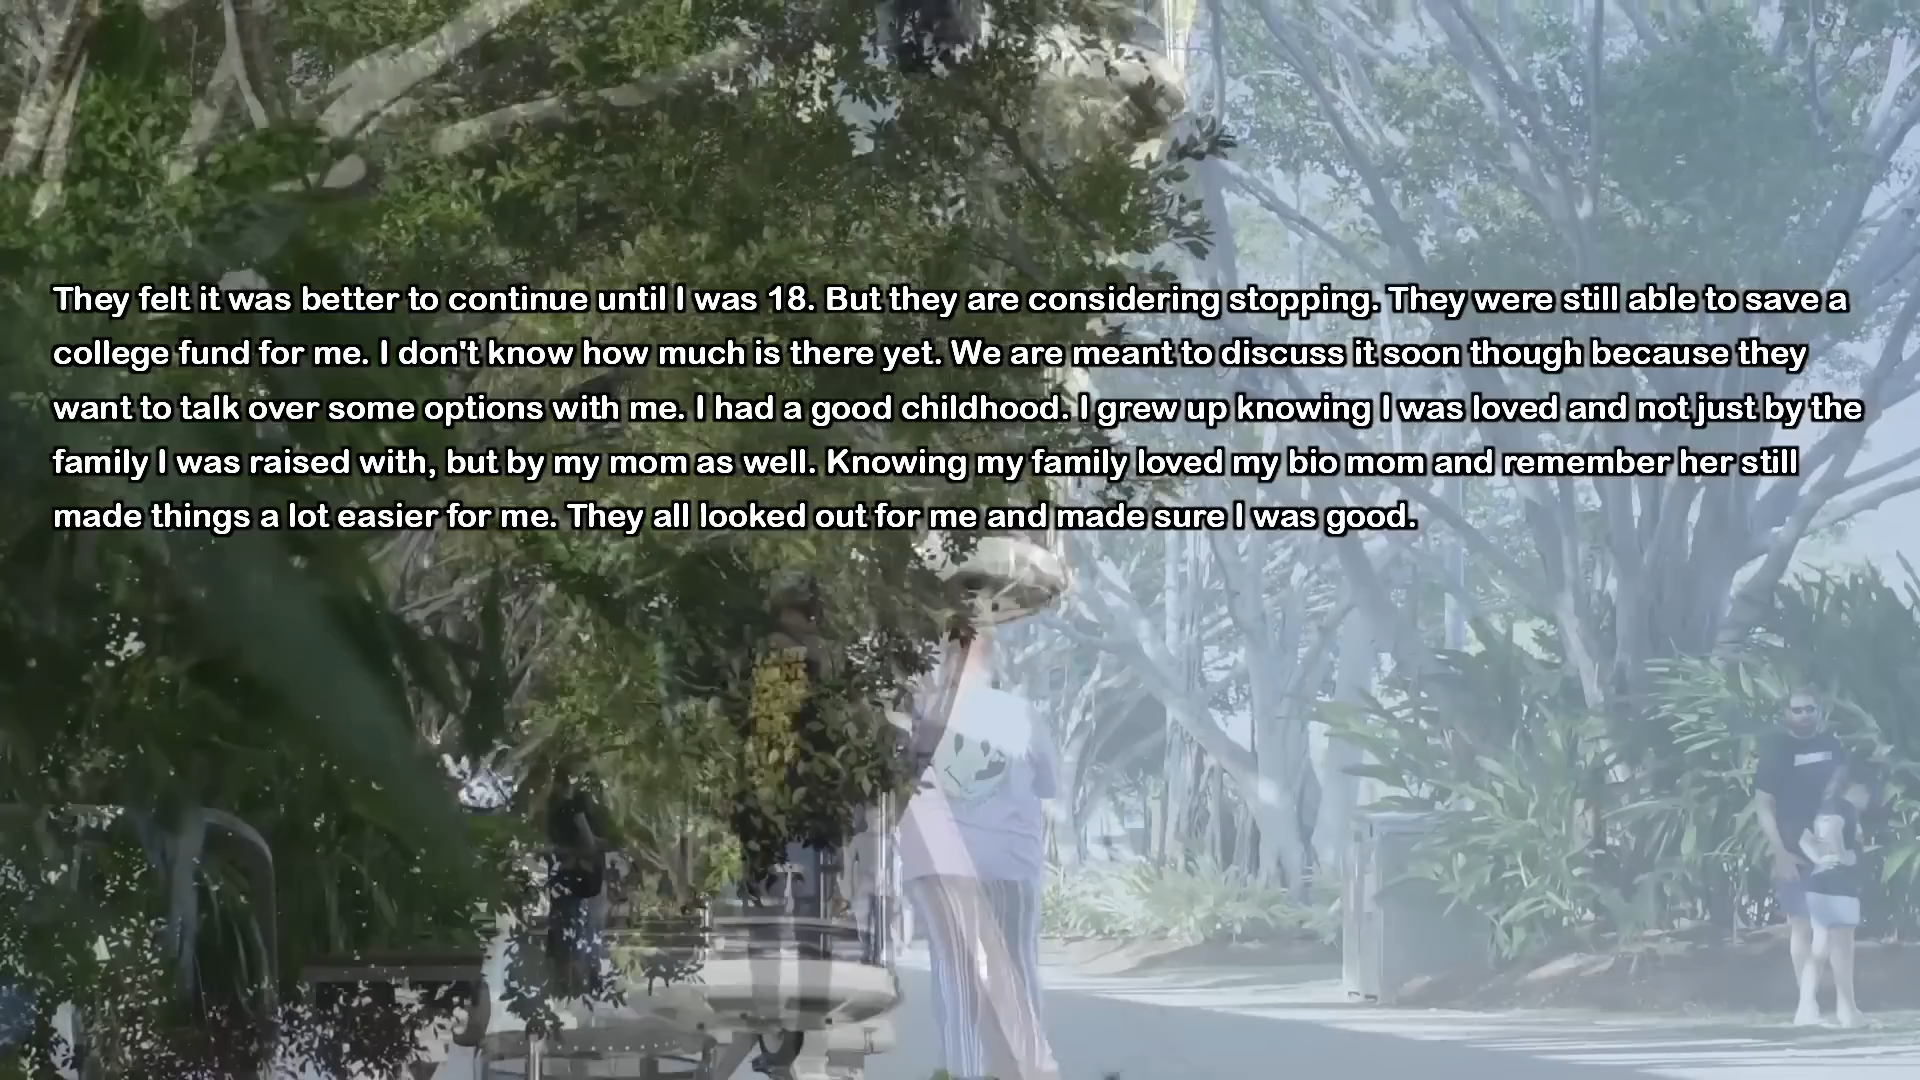 They felt it was better to continue until I was 18. But they are considering stopping. They were still able to save a
college fund for me. I don't know how much is there yet. We are meant to discuss it soon though because they
want to talk over some options with me. I had a good childhood. I grew up knowing I was loved and not just by the
family I was raised with, but by my mom as well. Knowing my family loved my bio mom and remember her still
made things a lot easier for me. They all looked out for me and made sure I was good.